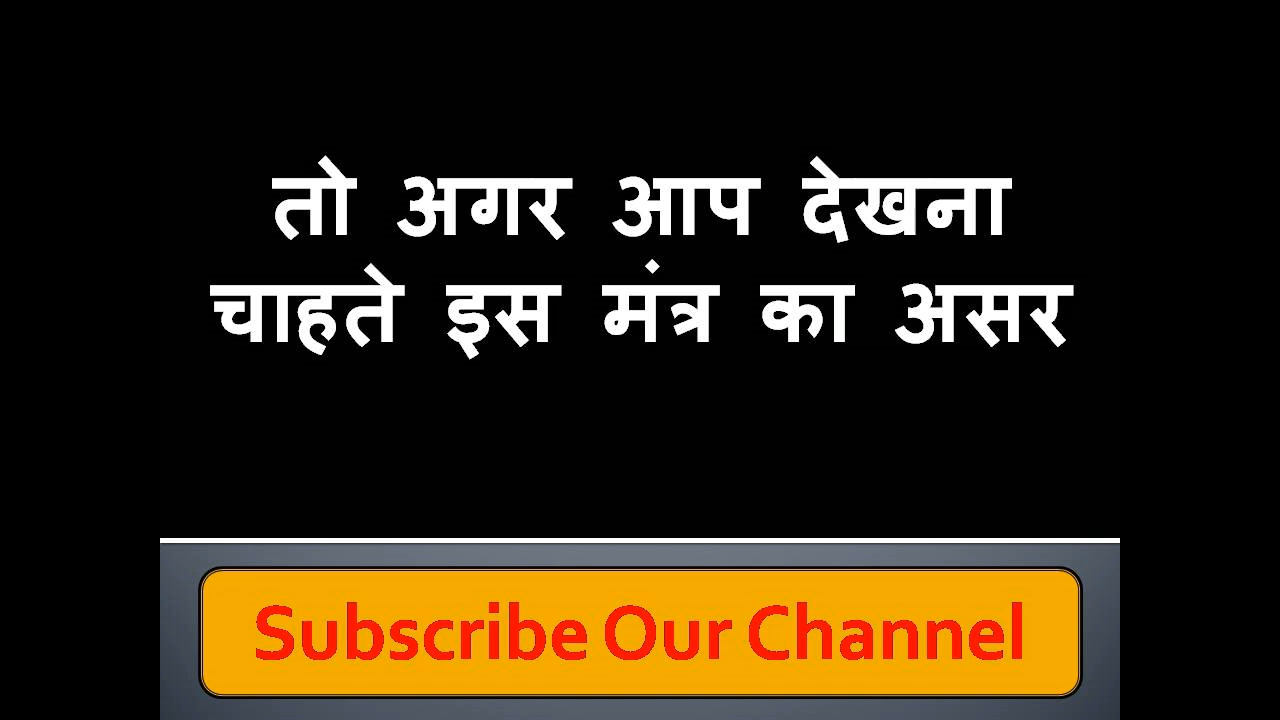 तो अगर आप देखना
चाहते इस मंत्र का असर
Subscribe Our Channel